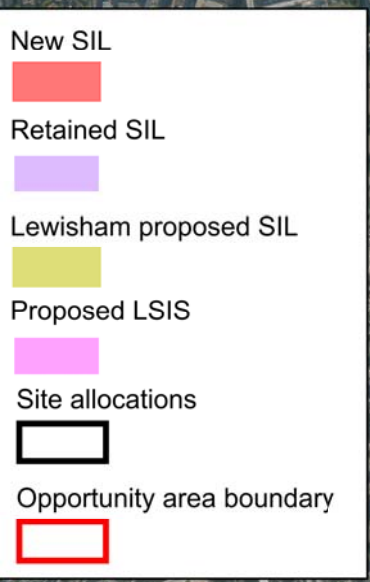 New SIL
Retained SIL
Lewisham proposed SIL
Proposed LSIS
Site allocations
Opportunity area boundary